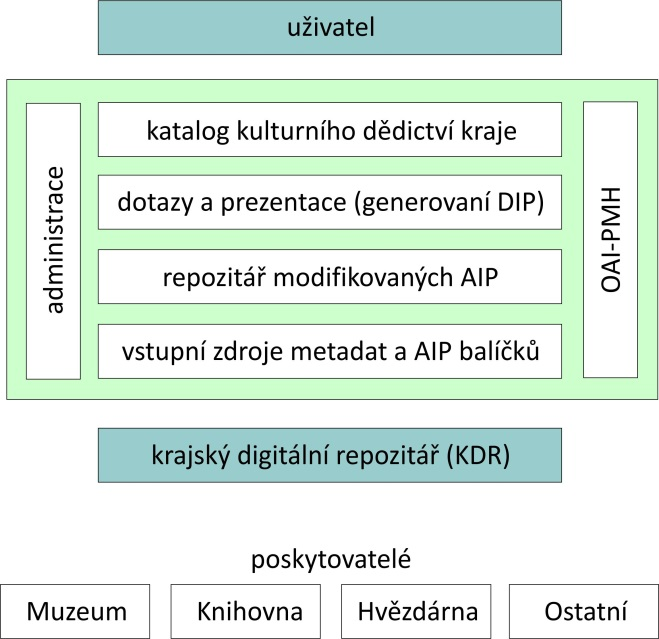 uživatel
administrace
katalog kulturního dědictví kraje
dotazy a prezentace (generovaní DIP)
repozitář modifikovaných AIP
vstupní zdroje metadat a AIP balíčků
OAI-PMH
krajský digitální repozitář (KDR)
poskytovatelé
Muzeum
Knihovna
Hvězdárna
Ostatní